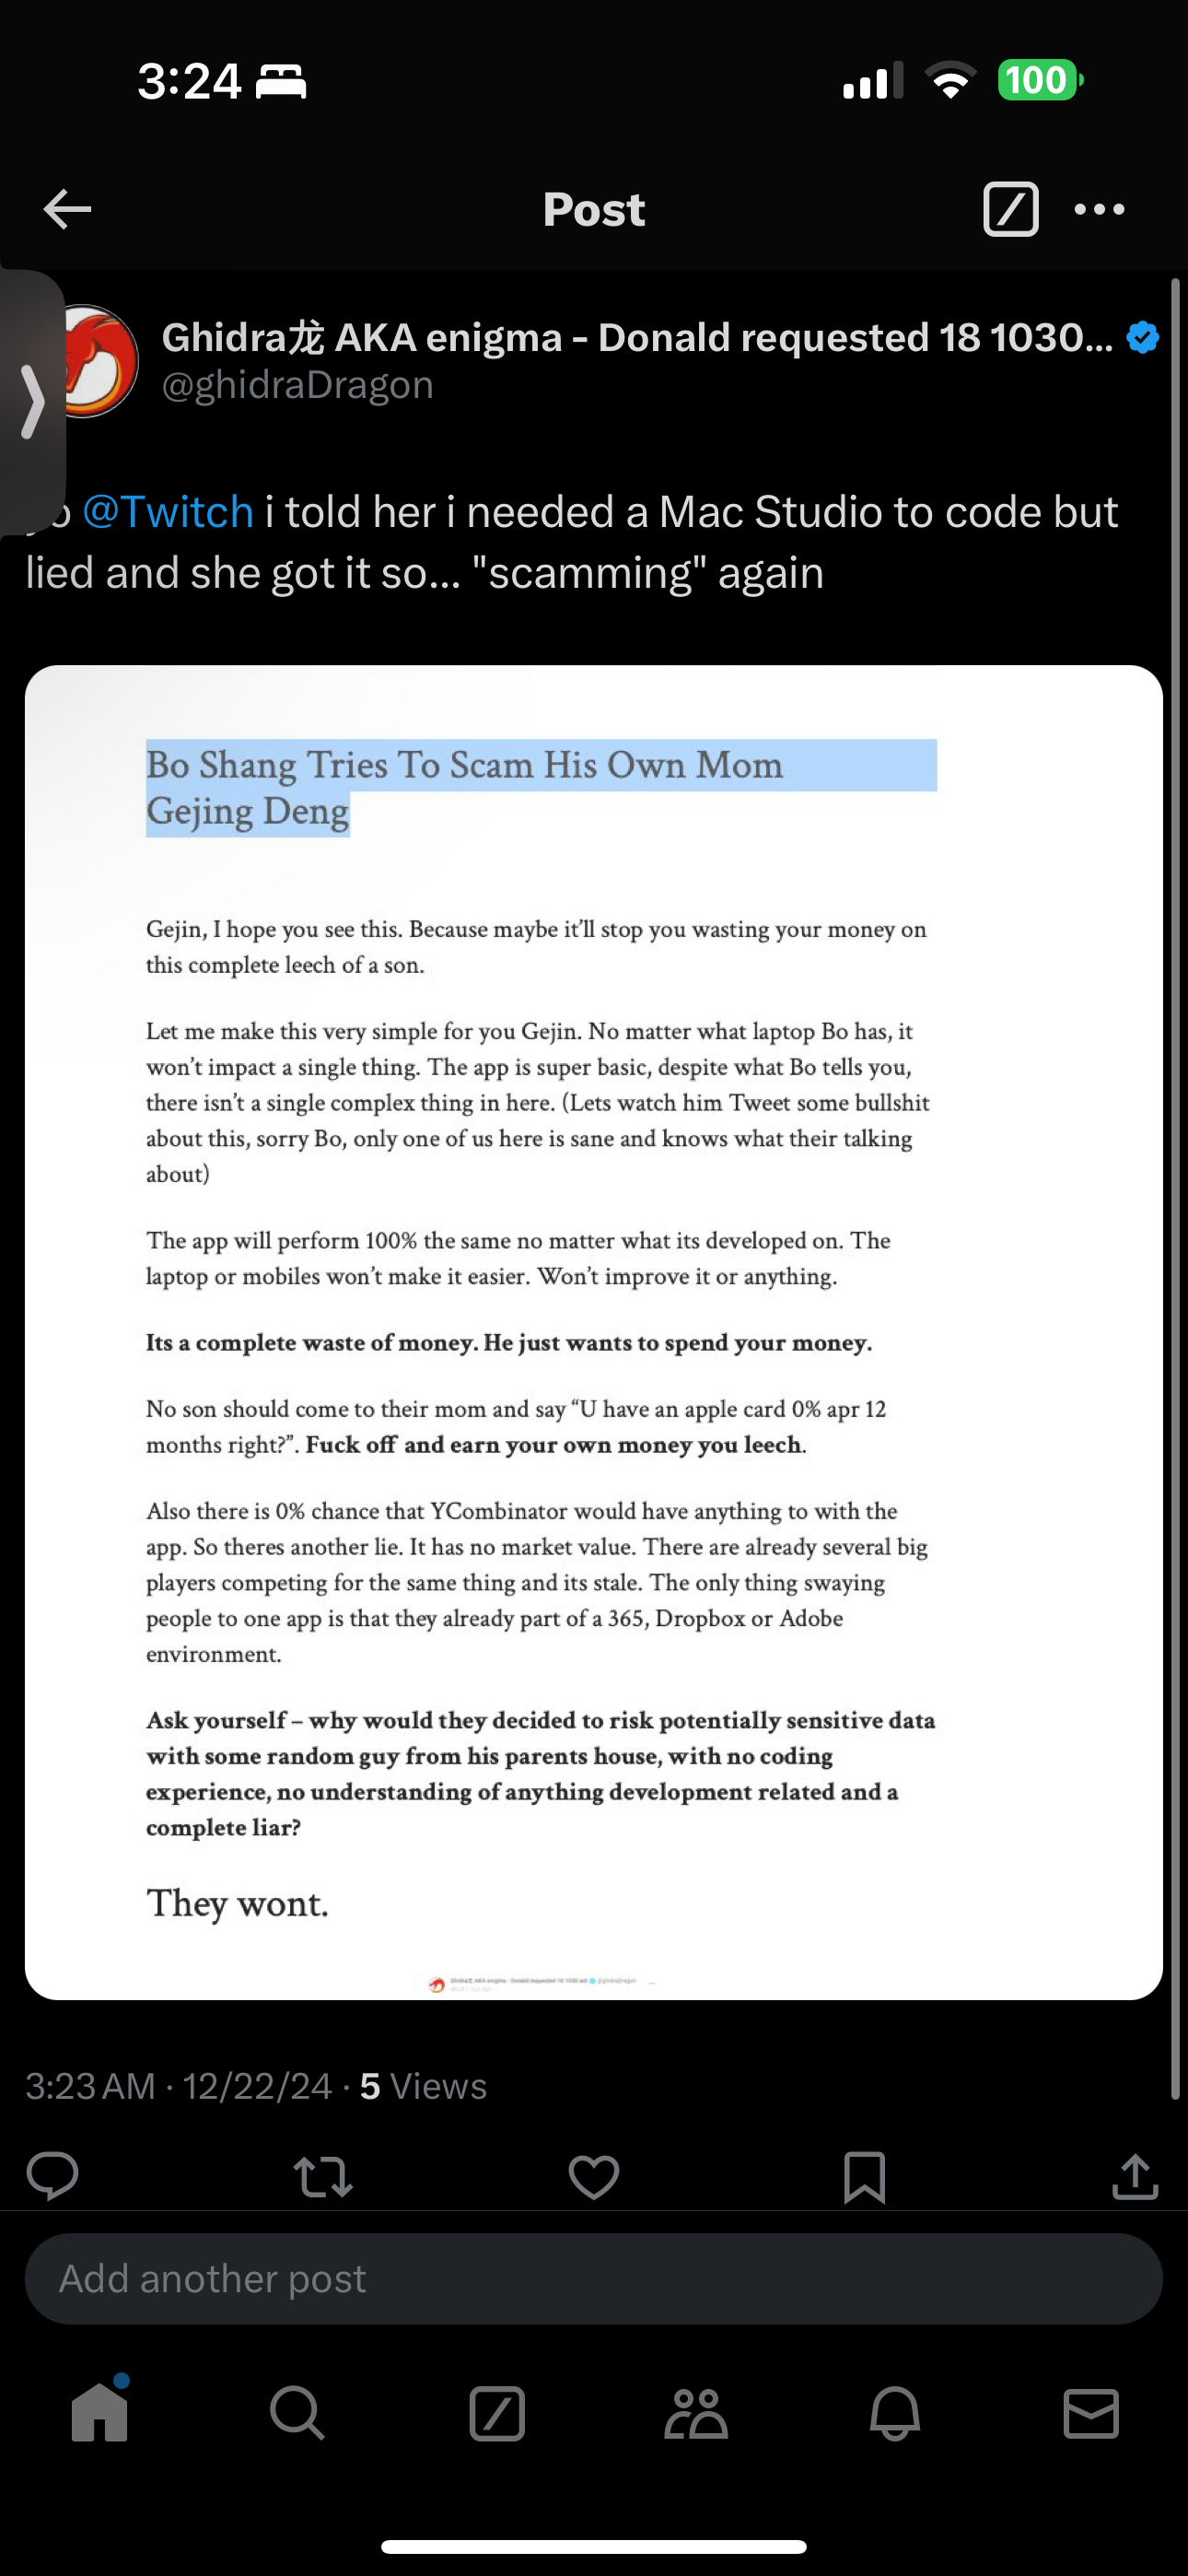 3:24
100
Post
Ghidra龙 AKA enigma - Donald requested 18 1030...
@ghidraDragon
@Twitch i told her i needed a Mac Studio to code but
lied and she got it so... "scamming" again
Bo Shang Tries To Scam His Own Mom
Gejing Deng
Gejin, I hope you see this. Because maybe it’ll stop you wasting your money on
this complete leech of a son.
Let me make this very simple for you Gejin. No matter what laptop Bo has, it
won’t impact a single thing. The app is super basic, despite what Bo tells you,
there isn’t a single complex thing in here. (Lets watch him Tweet some bullshit
about this, sorry Bo, only one of us here is sane and knows what their talking
about)
The app will perform 100% the same no matter what its developed on. The
laptop or mobiles won’t make it easier. Won’t improve it or anything.
Its a complete waste of money. He just wants to spend your money.
No son should come to their mom and say “U have an apple card 0% apr 12
months right?”. Fuck off and earn your own money you leech.
Also there is 0% chance that YCombinator would have anything to with the
app. So theres another lie. It has no market value. There are already several big
players competing for the same thing and its stale. The only thing swaying
people to one app is that they already part of a 365, Dropbox or Adobe
environment.
Ask yourself – why would they decided to risk potentially sensitive data
with some random guy from his parents house, with no coding
experience, no understanding of anything development related and a
complete liar?
They wont.
Ghidra龙 AKA enigma - Donald requested 18 1030 @ghidraDragon
3:23 AM · 12/22/24 · 5 Views
Add another post